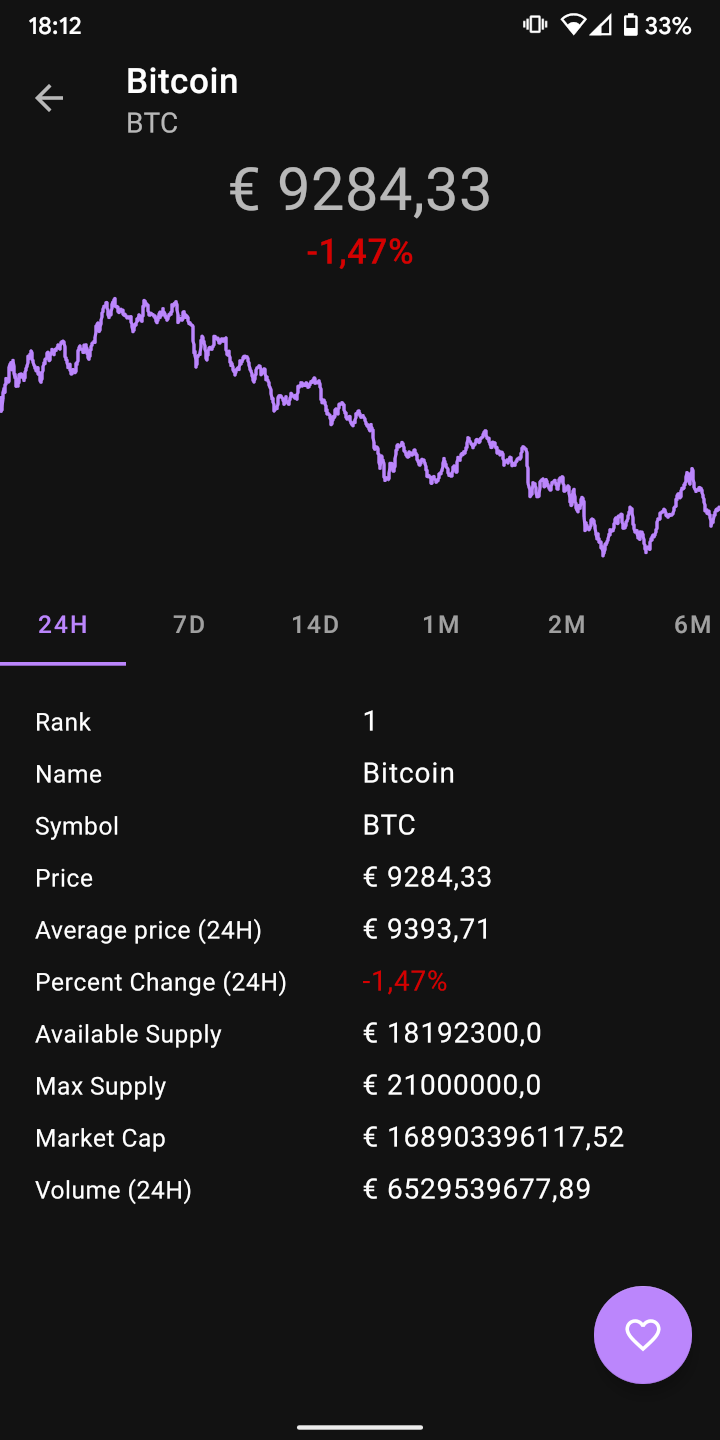 18:12 33%
Bitcoin
BTC
€ 9284,33
-1,47%
24H 7D 14D 1M 2M 6M
Rank 1
Name Bitcoin
Symbol BTC
Price € 9284,33
Average price (24H) € 9393,71
Percent Change (24H) -1,47%
Available Supply € 18192300,0
Max Supply € 21000000,0
Market Cap € 168903396117,52
Volume (24H) € 6529539677,89